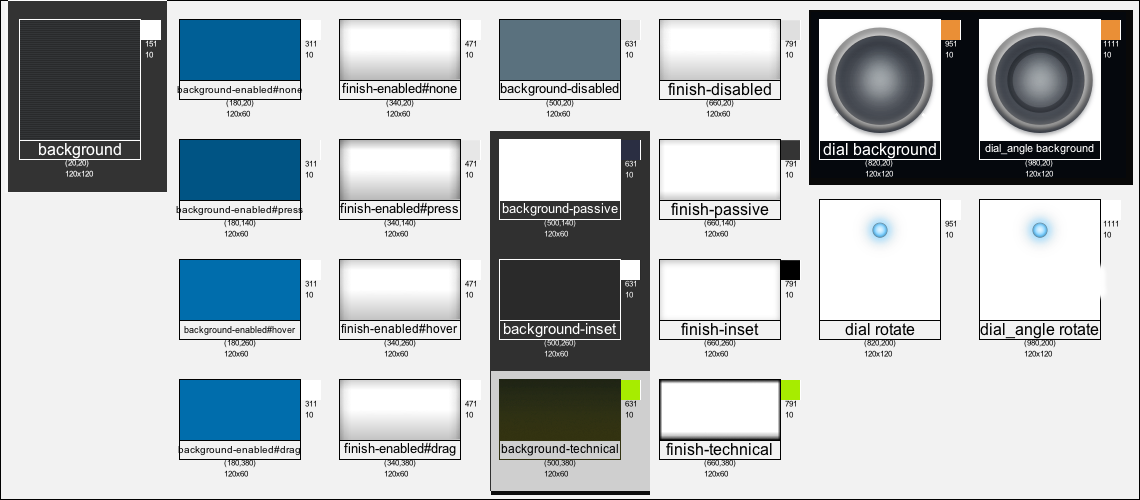 151
10
background
(20,20)
120x120
311
10
background-enabled#none
(180,20)
120x60
471
10
finish-enabled#none
(340,20)
120x60
631
10
background-disabled
(500,20)
120x60
791
10
finish-disabled
(660,20)
120x60
951
10
dial background
(820,20)
120x120
1111
10
dial_angle background
(980,20)
120x120
311
10
background-enabled#press
(180,140)
120x60
471
10
finish-enabled#press
(340,140)
120x60
631
10
background-passive
(500,140)
120x60
791
10
finish-passive
(660,140)
120x60
951
10
dial rotate
(820,200)
120x120
1111
10
dial_angle rotate
(980,200)
120x120
311
10
background-enabled#hover
(180,260)
120x60
471
10
finish-enabled#hover
(340,260)
120x60
631
10
background-inset
(500,260)
120x60
791
10
finish-inset
(660,260)
120x60
311
10
background-enabled#drag
(180,380)
120x60
471
10
finish-enabled#drag
(340,380)
120x60
631
10
background-technical
(500,380)
120x60
791
10
finish-technical
(660,380)
120x60